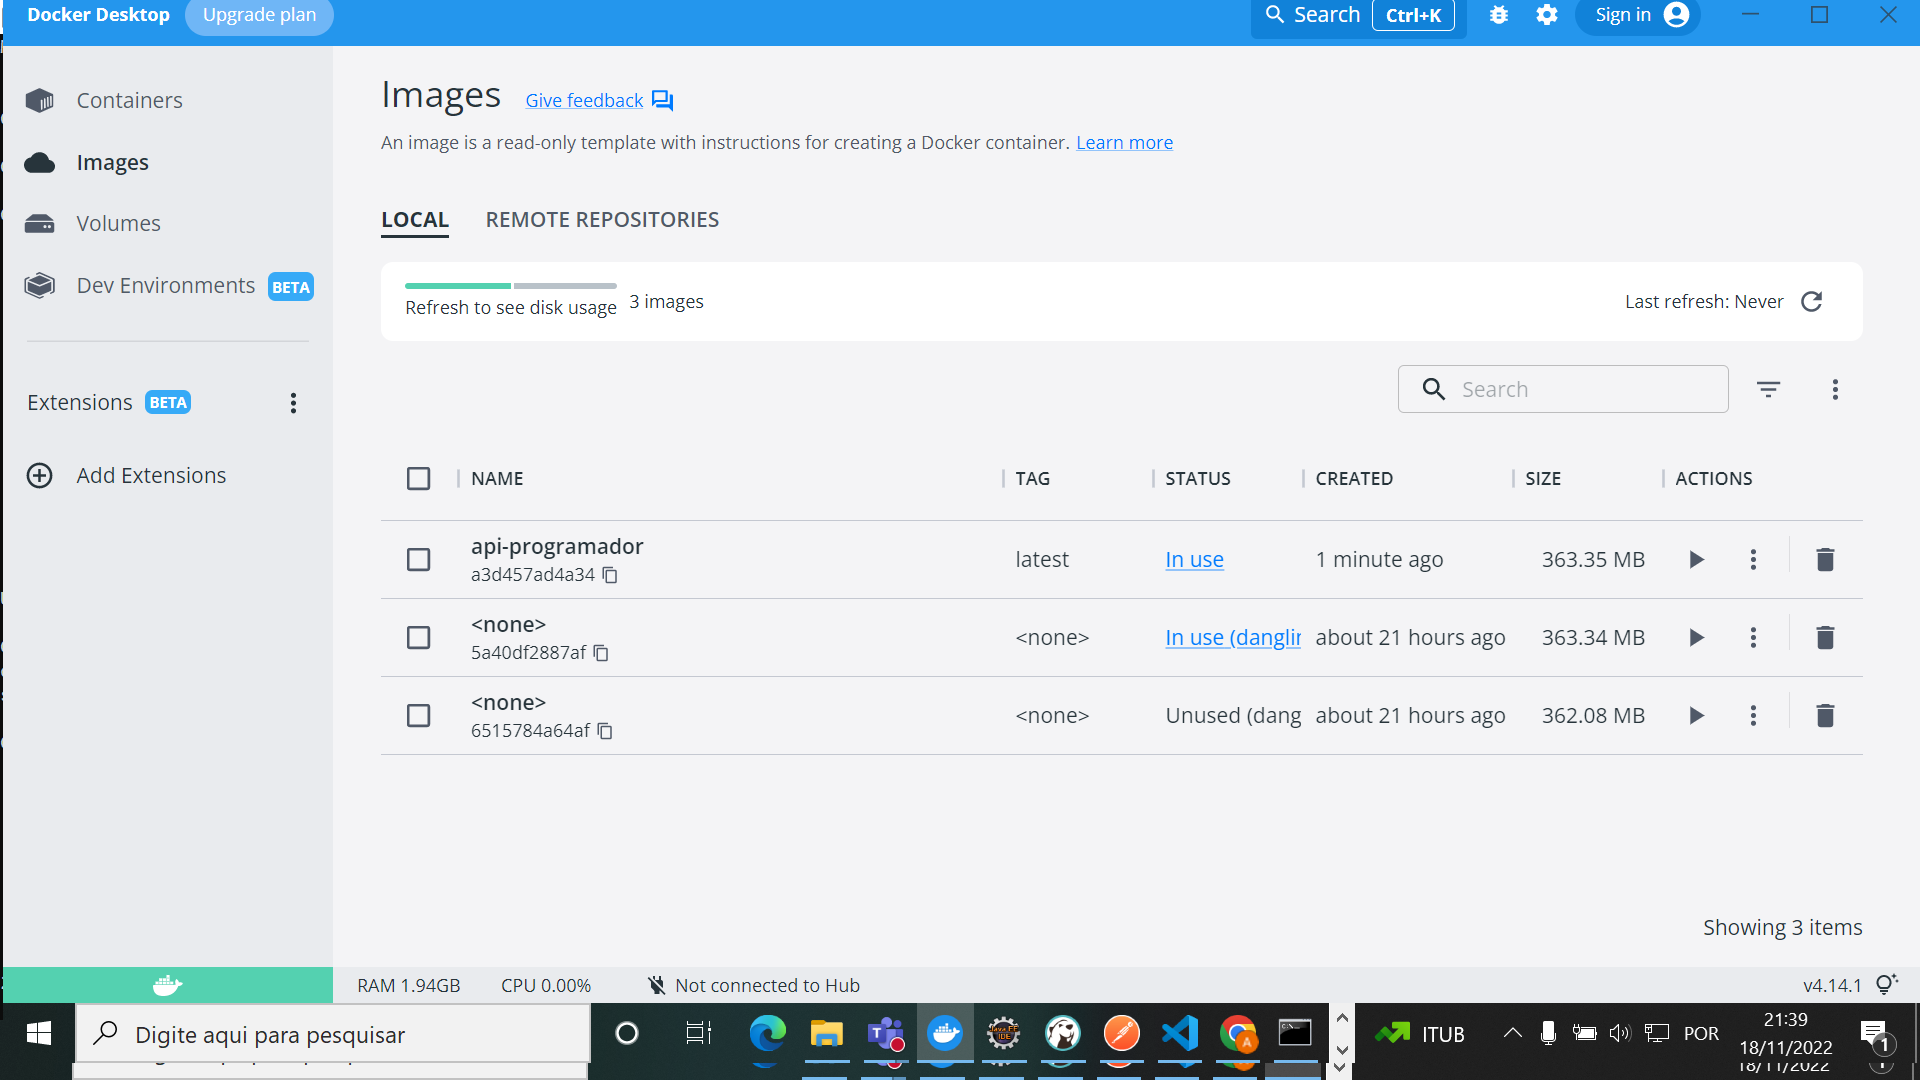 Docker Desktop Upgrade plan Search Ctrl+K Sign in
Containers
Images
Volumes
Dev Environments BETA
Extensions BETA
Add Extensions
Images Give feedback
An image is a read-only template with instructions for creating a Docker container. Learn more
LOCAL REMOTE REPOSITORIES
Refresh to see disk usage 3 images Last refresh: Never
Search
NAME TAG STATUS CREATED SIZE ACTIONS
api-programador
a3d457ad4a34
latest In use 1 minute ago 363.35 MB
<none>
5a40df2887af
<none> In use (danglin about 21 hours ago 363.34 MB
<none>
6515784a64af
<none> Unused (dang about 21 hours ago 362.08 MB
Showing 3 items
RAM 1.94GB CPU 0.00% Not connected to Hub v4.14.1
Digite aqui para pesquisar ITUB POR 21:39
18/11/2022
1
18/11/2022